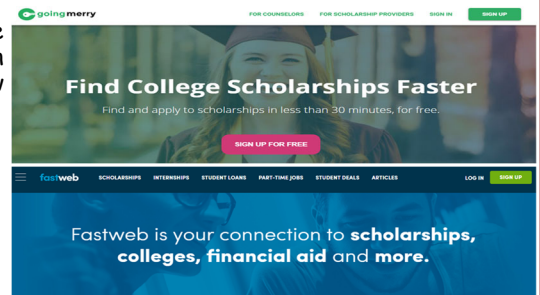 goingmerry
FOR COUNSELORS FOR SCHOLARSHIP PROVIDERS SIGN IN SIGN UP
Find College Scholarships Faster
Find and apply to scholarships in less than 30 minutes, for free.
SIGN UP FOR FREE
fastweb SCHOLARSHIPS INTERNSHIPS STUDENT LOANS PART-TIME JOBS STUDENT DEALS ARTICLES LOG IN SIGN UP
Fastweb is your connection to scholarships,
colleges, financial aid and more.